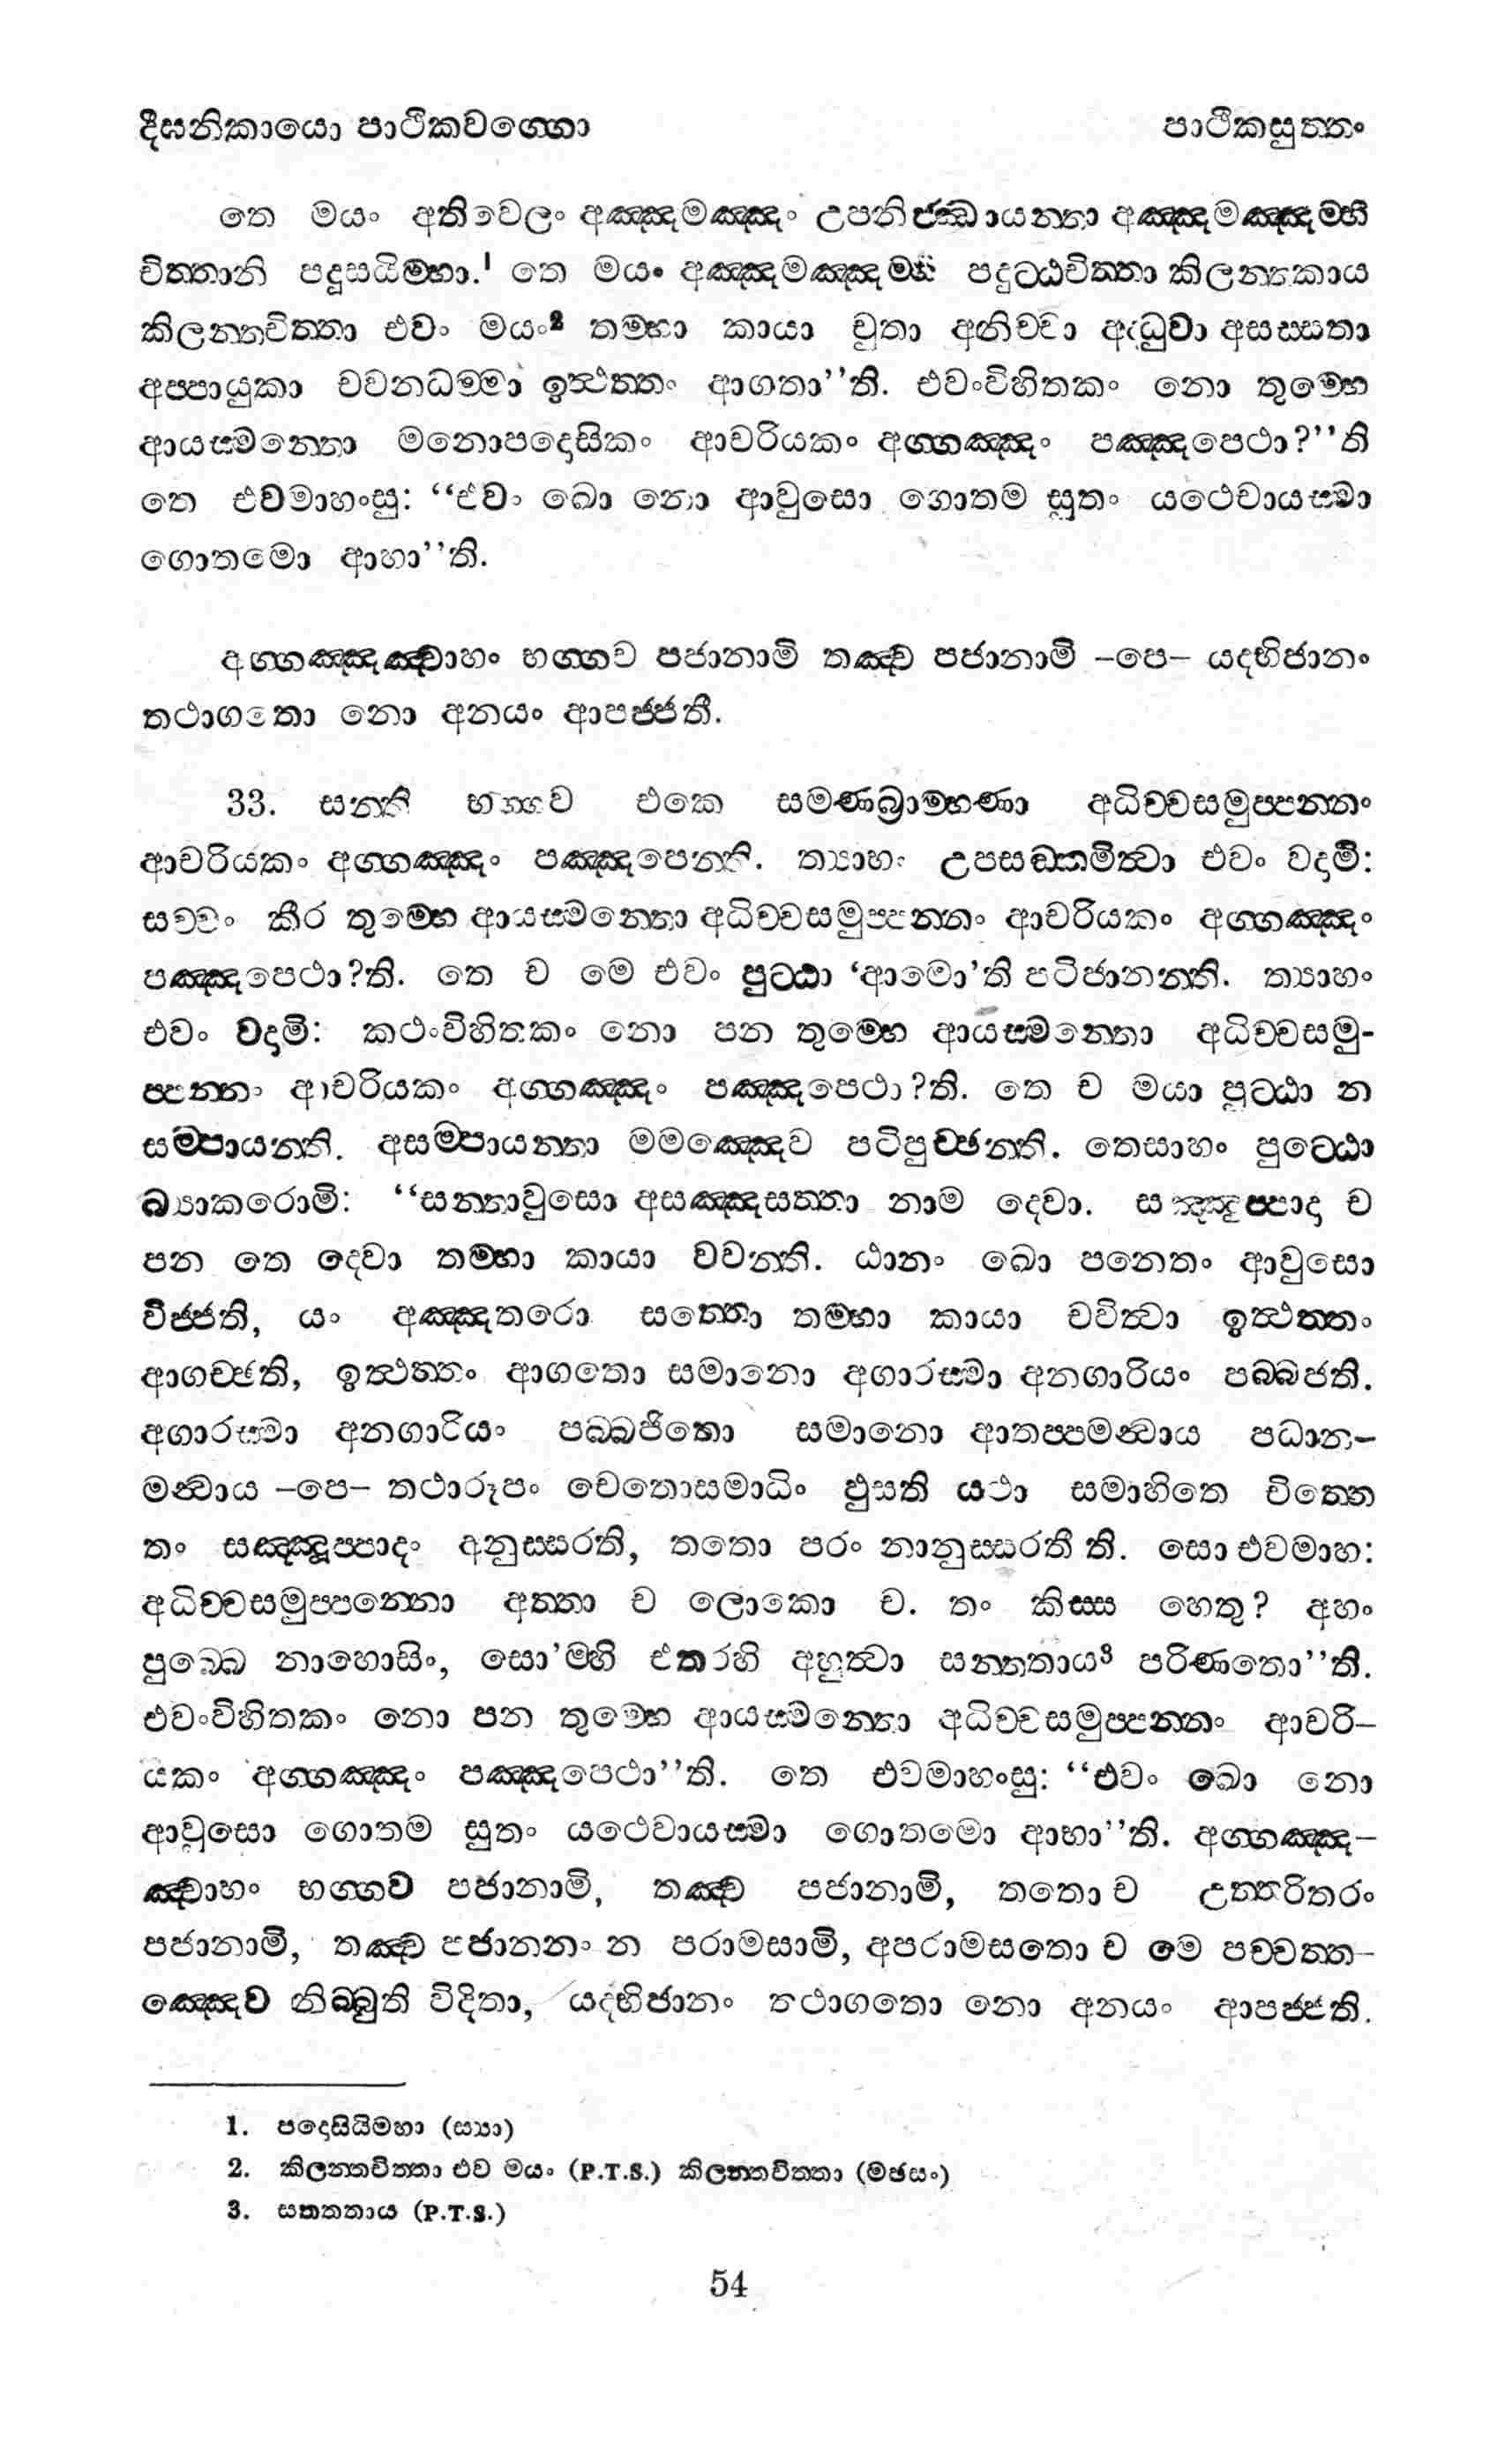 දීඝනිකායො පාථිකවග්ගො පාථිකසුත්තං
තෙ මයං අතිවෙලං අඤ්ඤමඤ්ඤං උපනිජ්ඣායන්තා අඤ්ඤමඤ්ඤම්හි
චිත්තානි පදූසයිම්හා.1 තෙ මයං අඤ්ඤමඤ්ඤම්හි පදුට්ඨචිත්තා කිලන්තකාය
කිලන්තචිත්තා එවං මයං2 තම්හා කායා චුතා අනිච්චා අද්ධුවා අසස්සතා
අප්පායුකා චවනධම්මා ඉත්ථත්තං ආගතා’’ති. එවංවිහිතකං නො තුම්හෙ
ආයස්මන්තො මනොපදොසිකං ආචරියකං අග්ගඤ්ඤං පඤ්ඤපෙථා?’’ති
තෙ එවමාහංසු: ‘‘එවං ඛො නො ආවුසො ගොතම සුතං යථෙවායස්මා
ගොතමො ආහා’’ති.
අග්ගඤ්ඤඤ්චාහං භග්ගව පජානාමි තඤ්ච පජානාමි –පෙ– යදභිජානං
තථාගතො නො අනයං ආපජ්ජතී.
33. සන්ති භග්ගව එකෙ සමණබ්‍රාම්හණා අධිච්චසමුප්පන්නං
ආචරියකං අග්ගඤ්ඤං පඤ්ඤපෙන්ති. ත්‍යාහං උපසඞ්කමිත්වා එවං වදාමි:
සච්චං කීර තුම්හෙ ආයස්මන්තො අධිච්චසමුප්පන්නං ආචරියකං අග්ගඤ්ඤං
පඤ්ඤපෙථා?ති. තෙ ච මෙ එවං පුට්ඨා ‘ආමො’ති පටිජානන්ති. ත්‍යාහං
එවං වදාමි: කථංවිහිතකං නො පන තුම්හෙ ආයස්මන්තො අධිච්චසමු-
ප්පන්නං ආචරියකං අග්ගඤ්ඤං පඤ්ඤපෙථා?ති. තෙ ච මයා පුට්ඨා න
සම්පායන්ති. අසම්පායන්තා මමඤ්ඤෙව පටිපුච්ඡන්ති. තෙසාහං පුට්ඨො
බ්‍යාකරොමි: ‘‘සන්තාවුසො අසඤ්ඤසත්තා නාම දෙවා. සඤ්ඤුප්පාදා ච
පන තෙ දෙවා තම්හා කායා චවන්ති. ඨානං ඛො පනෙතං ආවුසො
විජ්ජති, යං අඤ්ඤතරො සත්තො තම්හා කායා චවිත්වා ඉත්ථත්තං
ආගච්ඡති, ඉත්ථත්තං ආගතො සමානො අගාරස්මා අනගාරියං පබ්බජති.
අගාරස්මා අනගාරියං පබ්බජිතො සමානො ආතප්පමන්වාය පධාන–
මන්වාය –පෙ– තථාරූපං චෙතොසමාධිං ඵුසති යථා සමාහිතෙ චිත්තෙ
තං සඤ්ඤුප්පාදං අනුස්සරති, තතො පරං නානුස්සරතී ති. සො එවමාහ:
අධිච්චසමුප්පන්නො අත්තා ච ලොකො ච. තං කිස්ස හෙතු? අහං
පුබ්බෙ නාහොසිං, සො’ම්හි එතරහි අහුත්වා සන්තතාය3 පරිණතො’’ති.
එවංවිහිතකං නො පන තුම්හෙ ආයස්මන්තො අධිච්චසමුප්පන්නං ආචරි–
යකං අග්ගඤ්ඤං පඤ්ඤපෙථා’’ති. තෙ එවමාහංසු: ‘‘එවං ඛො නො
ආවුසො ගොතම සුතං යථෙවායස්මා ගොතමො ආහා’’ති. අග්ගඤ්ඤ–
ඤ්චාහං භග්ගව පජානාමි, තඤ්ච පජානාමි, තතො ච උත්තරිතරං
පජානාමි, තඤ්ච පජානනං න පරාමසාමි, අපරාමසතො ච මෙ පච්චත්ත–
ඤ්ඤෙව නිබ්බුති විදිතා, යදභිජානං තථාගතො නො අනයං ආපජ්ජති.
1. පදොසියිමහා (ස්‍යා)
2. කිලන්තචිත්තා එව මයං (P.T.S.) කිලන්තචිත්තා (මඡසං)
3. සතතතාය (P.T.S.)
54